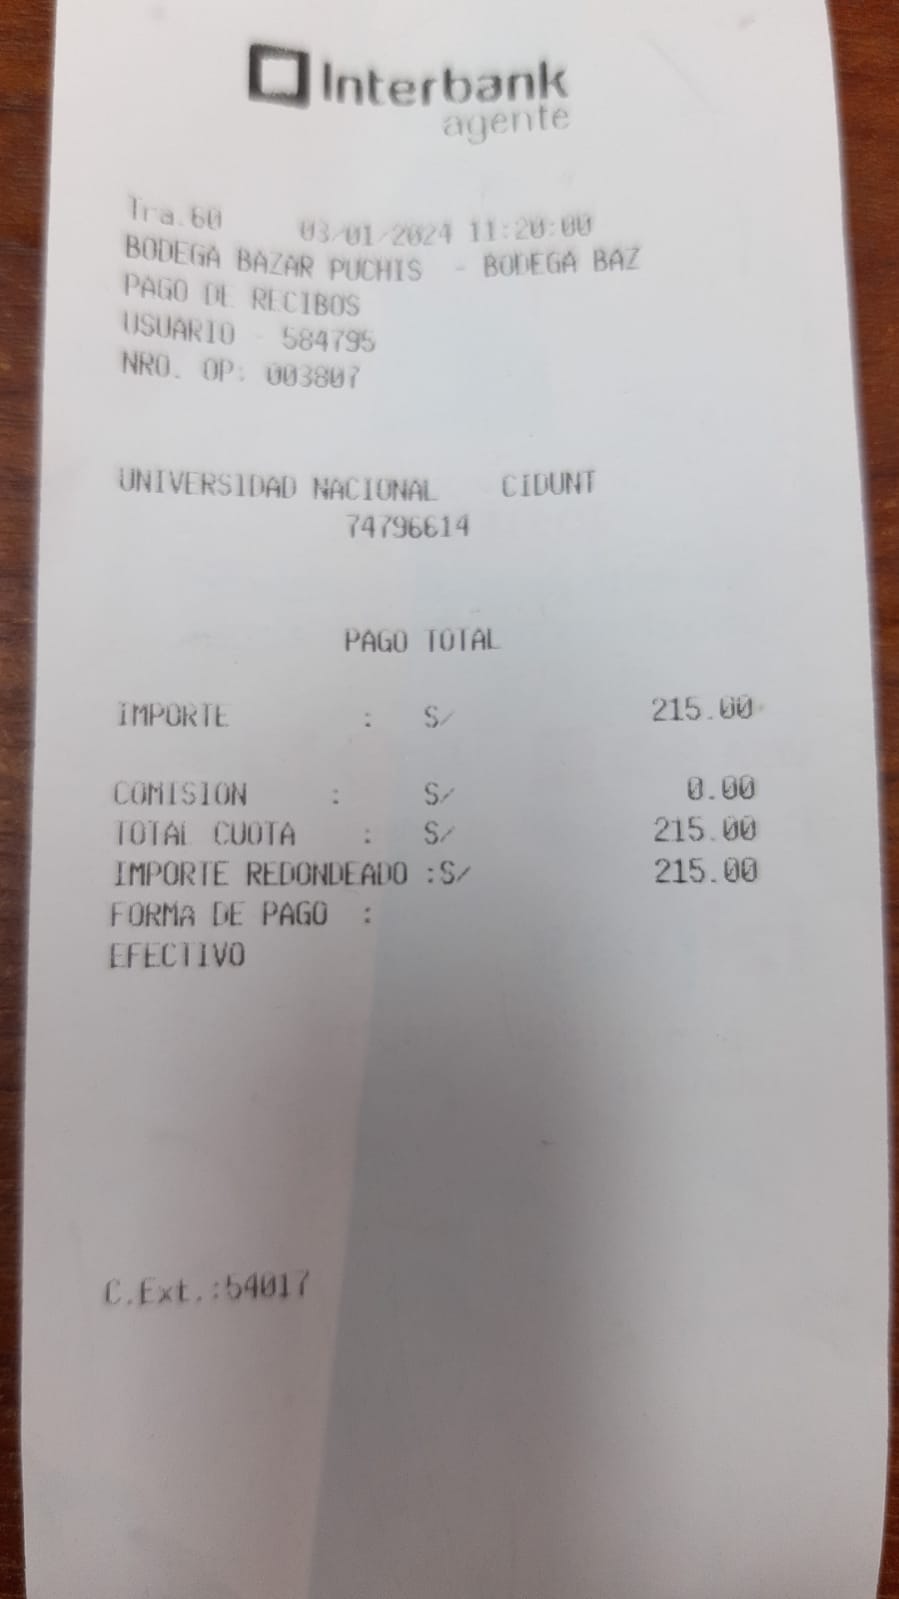 Interbank
agente
Tra.60 03/01/2024 11:20:00
BODEGA BAZAR PUCHIS - BODEGA BAZ
PAGO DE RECIBOS
USUARIO - 584795
NRO. OP: 003807
UNIVERSIDAD NACIONAL CIDUNT
74796614
PAGO TOTAL
IMPORTE : S/ 215.00
COMISION : S/ 0.00
TOTAL CUOTA : S/ 215.00
IMPORTE REDONDEADO :S/ 215.00
FORMA DE PAGO :
EFECTIVO
C.Ext.:54017